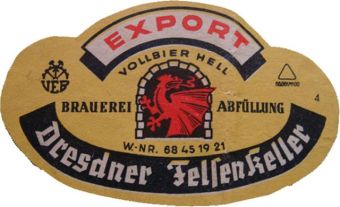 EXPORT
VOLLBIER HELL
VEB
BRAUEREI ABFÜLLUNG
4
Dresdner Felsenkeller
W.-NR. 68 45 19 21